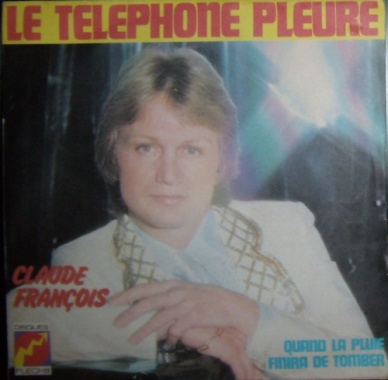 LE TELEPHONE PLEURE
CLAUDE
FRANÇOIS
QUAND LA PLUIE
FINIRA DE TOMBER
DISQUES
FLECHE